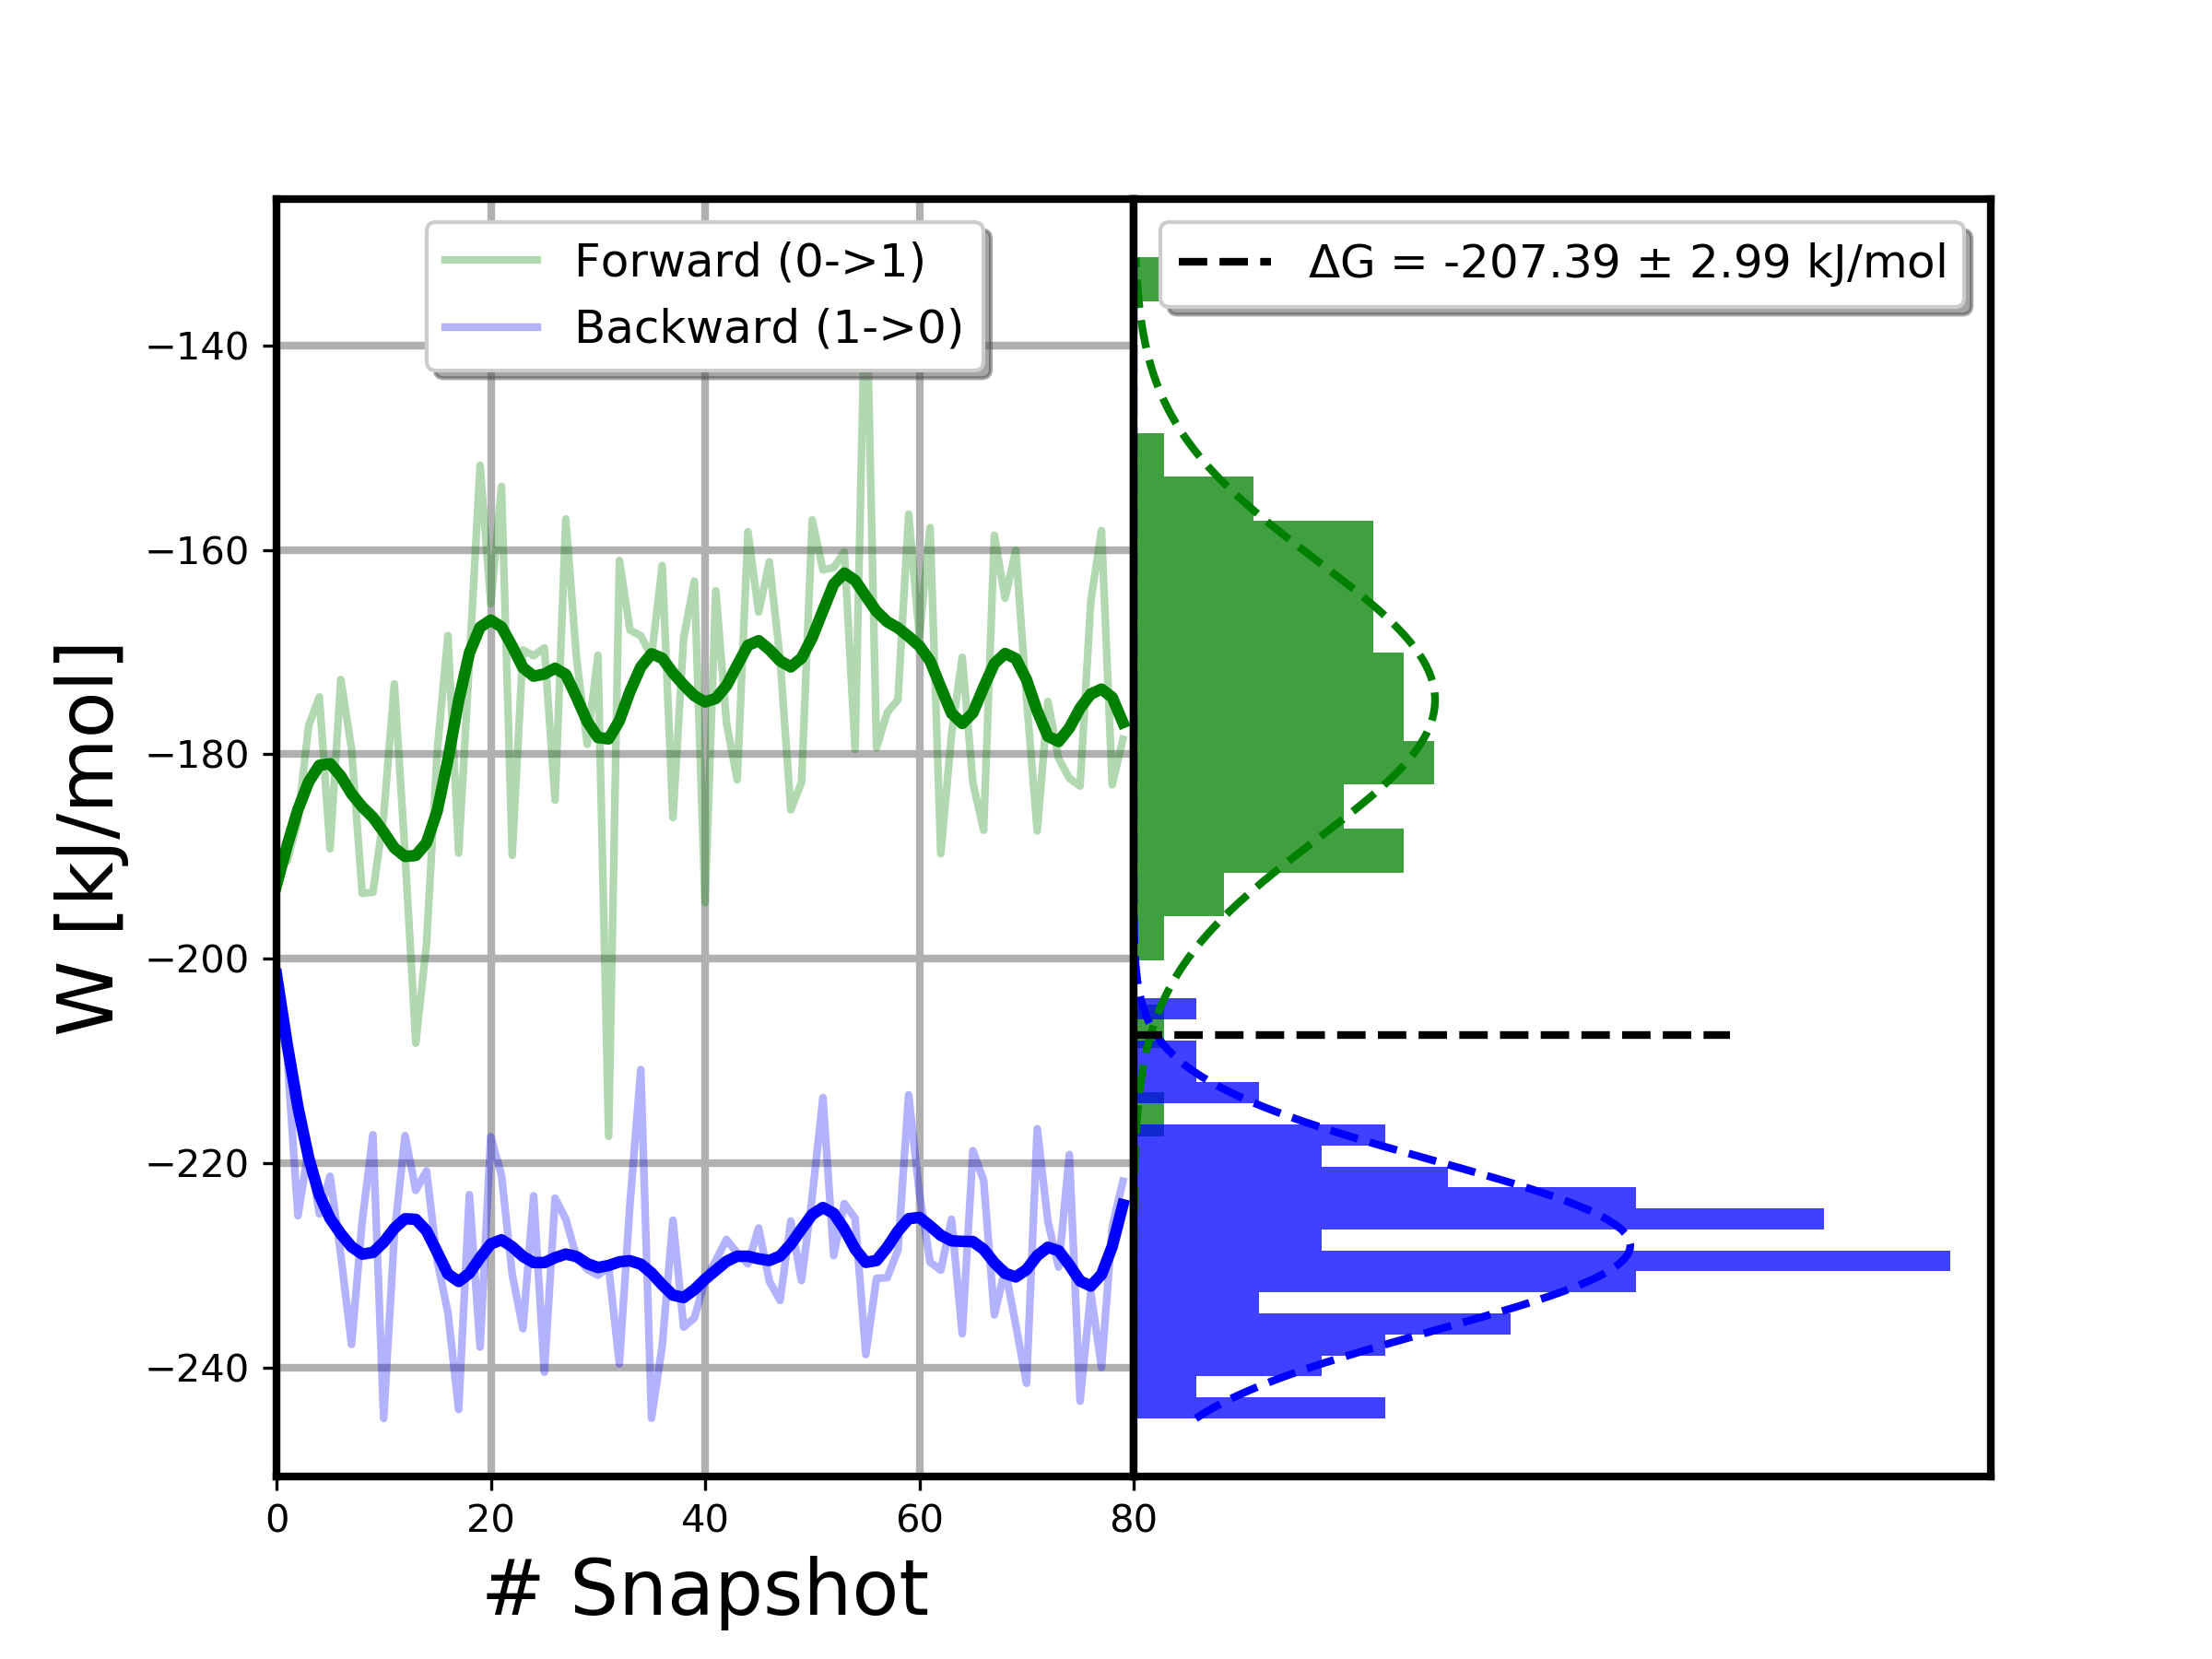 Forward (0->1)
Backward (1->0)
ΔG = -207.39 ± 2.99 kJ/mol
−140
−160
−180
−200
−220
−240
W [kJ/mol]
0 20 40 60 80
# Snapshot